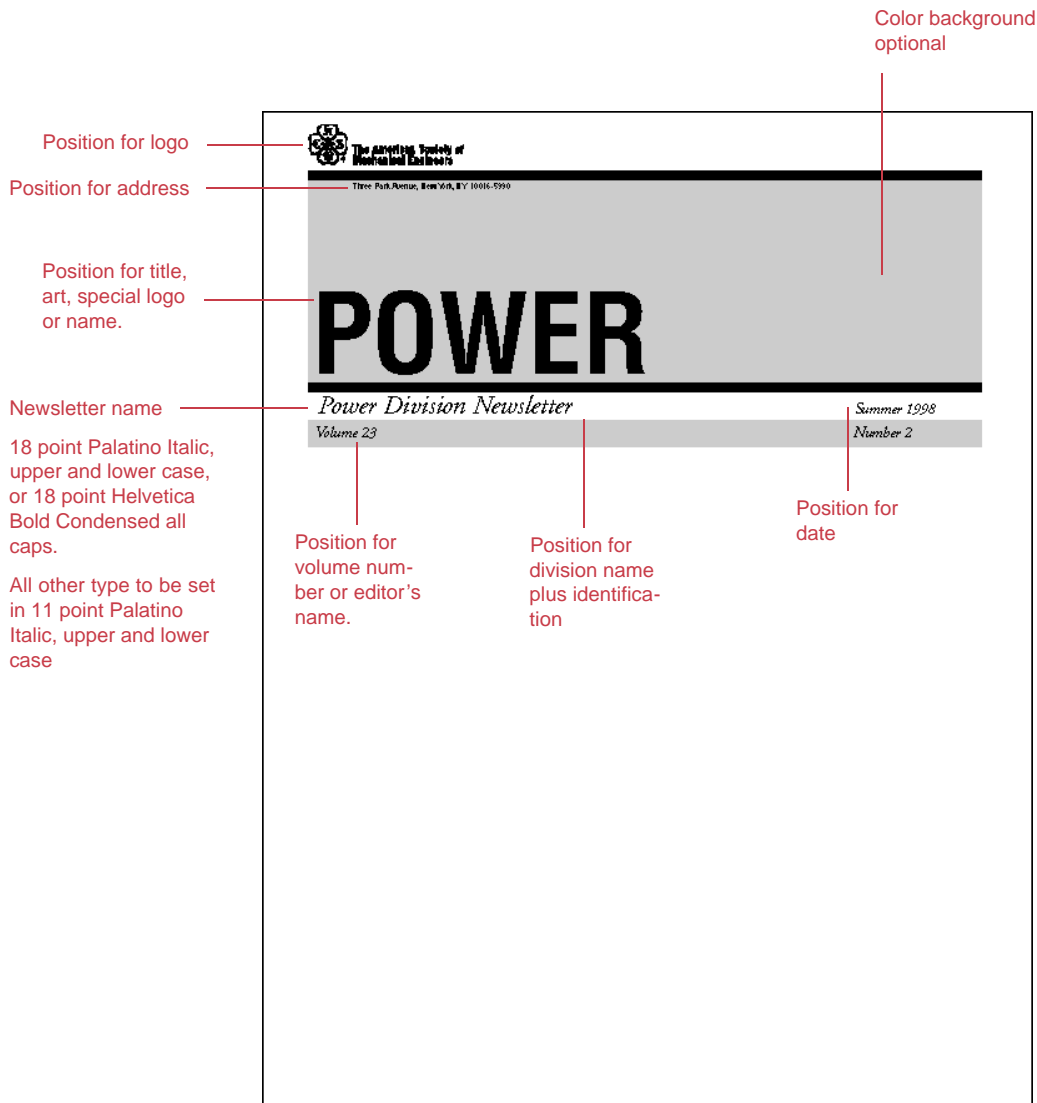 Color background
optional
Position for logo
The American Society of
Mechanical Engineers
Position for address
Three Park Avenue, New York, NY 10016-5990
Position for title,
art, special logo
or name.
POWER
Newsletter name
Power Division Newsletter
Summer 1998
Volume 23
Number 2
18 point Palatino Italic,
upper and lower case,
or 18 point Helvetica
Bold Condensed all
caps.
All other type to be set
in 11 point Palatino
Italic, upper and lower
case
Position for
volume num-
ber or editor’s
name.
Position for
division name
plus identifica-
tion
Position for
date